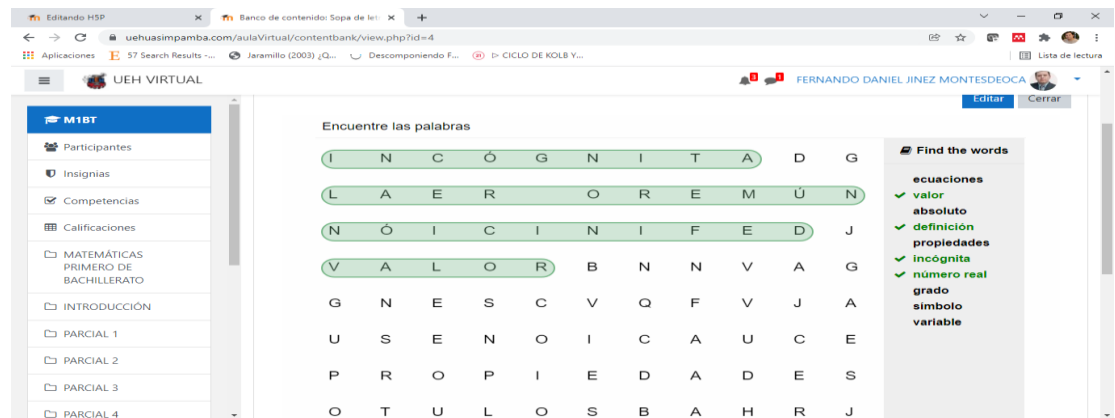 Editando H5P
Banco de contenido: Sopa de let
uehuasimpamba.com/aulaVirtual/contentbank/view.php?id=4
Aplicaciones 57 Search Results -... Jaramillo (2003) ¿Q... Descomponiendo F... ▷ CICLO DE KOLB Y... Lista de lectura
UEH VIRTUAL 3 1 FERNANDO DANIEL JINEZ MONTESDEOCA
Editar Cerrar
M1BT
Participantes
Insignias
Competencias
Calificaciones
MATEMÁTICAS
PRIMERO DE
BACHILLERATO
INTRODUCCIÓN
PARCIAL 1
PARCIAL 2
PARCIAL 3
PARCIAL 4
Encuentre las palabras
I N C Ó G N I T A D G
L A E R O R E M Ú N
N Ó I C I N I F E D J
V A L O R B N N V A G
G N E S C V Q F V J A
U S E N O I C A U C E
P R O P I E D A D E S
O T U L O S B A H R J
Find the words
ecuaciones
valor
absoluto
definición
propiedades
incógnita
número real
grado
símbolo
variable